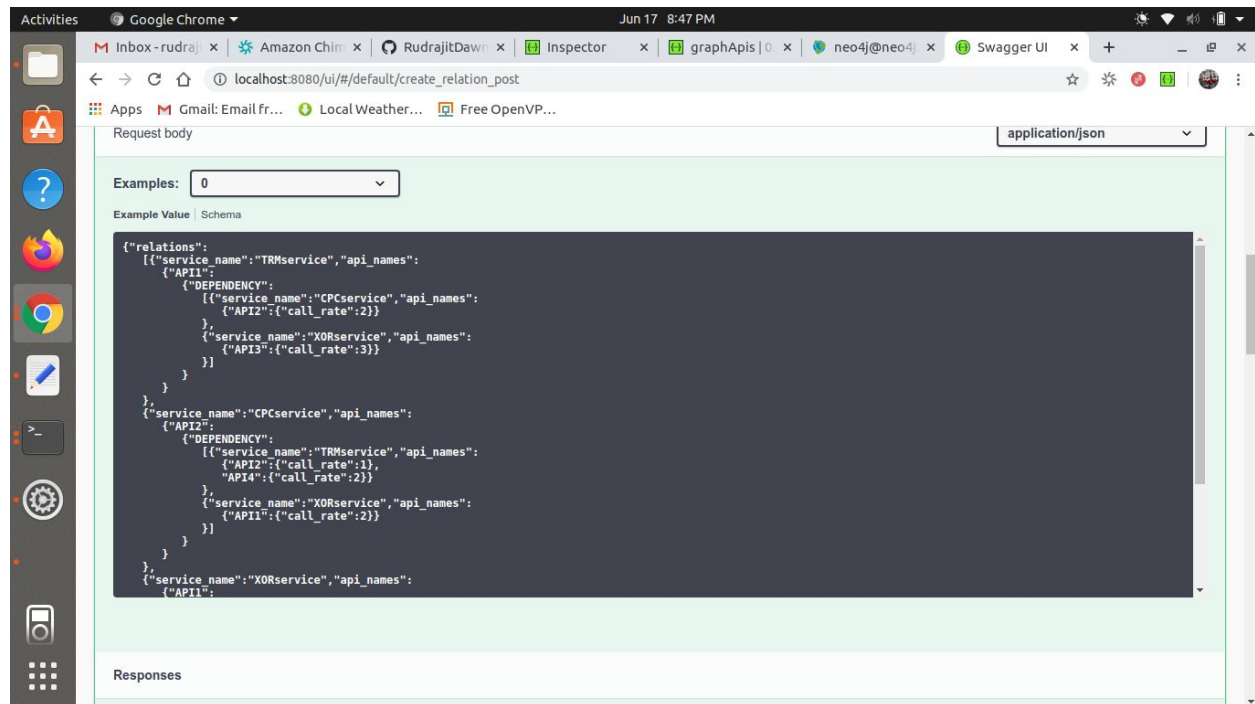 Activities Google Chrome Jun 17 8:47 PM
Inbox - rudraj Amazon Chim RudrajitDawn Inspector graphApis | 0. neo4j@neo4j Swagger UI
localhost:8080/ui/#/default/create_relation_post
Apps Gmail: Email fr... Local Weather... Free OpenVP...
Request body application/json
Examples: 0
Example Value Schema
{"relations":
[{"service_name":"TRMservice","api_names":
{"API1":
{"DEPENDENCY":
[{"service_name":"CPCservice","api_names":
{"API2":{"call_rate":2}}
},
{"service_name":"XORservice","api_names":
{"API3":{"call_rate":3}}
}]
}
}
},
{"service_name":"CPCservice","api_names":
{"API2":
{"DEPENDENCY":
[{"service_name":"TRMservice","api_names":
{"API2":{"call_rate":1},
"API4":{"call_rate":2}}
},
{"service_name":"XORservice","api_names":
{"API1":{"call_rate":2}}
}]
}
}
},
{"service_name":"XORservice","api_names":
{"API1":
Responses